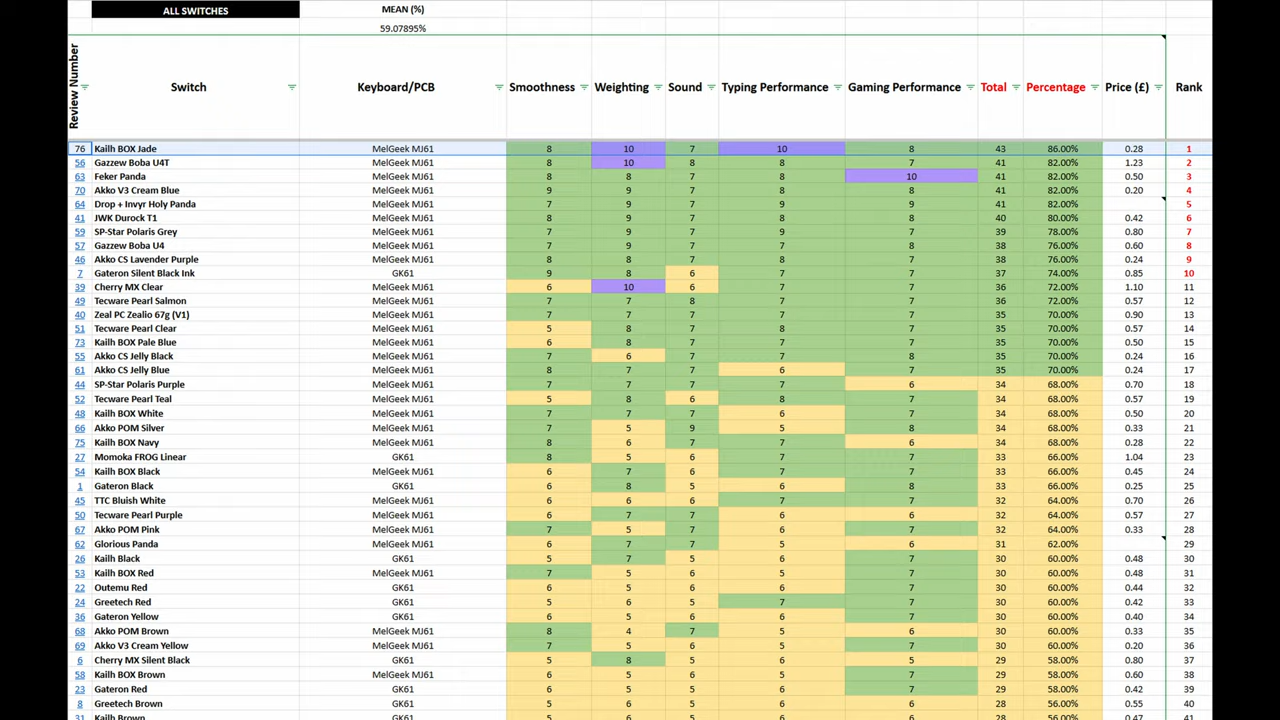 ALL SWITCHES MEAN (%)
59.07895%
Review Number Switch Keyboard/PCB Smoothness Weighting Sound Typing Performance Gaming Performance Total Percentage Price (£) Rank
76 Kailh BOX Jade MelGeek MJ61 8 10 7 10 8 43 86.00% 0.28 1
56 Gazzew Boba U4T MelGeek MJ61 8 10 8 8 7 41 82.00% 1.23 2
63 Feker Panda MelGeek MJ61 8 8 7 8 10 41 82.00% 0.50 3
70 Akko V3 Cream Blue MelGeek MJ61 9 9 7 8 8 41 82.00% 0.20 4
64 Drop + Invyr Holy Panda MelGeek MJ61 7 9 7 9 9 41 82.00% 5
41 JWK Durock T1 MelGeek MJ61 7 9 7 8 8 40 80.00% 0.42 6
59 SP-Star Polaris Grey MelGeek MJ61 7 9 7 9 7 39 78.00% 0.80 7
57 Gazzew Boba U4 MelGeek MJ61 7 9 7 7 8 38 76.00% 0.60 8
46 Akko CS Lavender Purple MelGeek MJ61 8 8 7 8 7 38 76.00% 0.24 9
7 Gateron Silent Black Ink GK61 9 8 6 7 7 37 74.00% 0.85 10
39 Cherry MX Clear MelGeek MJ61 6 10 6 7 7 36 72.00% 1.10 11
49 Tecware Pearl Salmon MelGeek MJ61 7 7 8 7 7 36 72.00% 0.57 12
40 Zeal PC Zealio 67g (V1) MelGeek MJ61 7 7 7 7 7 35 70.00% 0.90 13
51 Tecware Pearl Clear MelGeek MJ61 5 8 7 8 7 35 70.00% 0.57 14
73 Kailh BOX Pale Blue MelGeek MJ61 6 8 7 7 7 35 70.00% 0.50 15
55 Akko CS Jelly Black MelGeek MJ61 7 6 7 7 8 35 70.00% 0.24 16
61 Akko CS Jelly Blue MelGeek MJ61 8 7 7 6 7 35 70.00% 0.24 17
44 SP-Star Polaris Purple MelGeek MJ61 7 7 7 7 6 34 68.00% 0.70 18
52 Tecware Pearl Teal MelGeek MJ61 5 8 6 8 7 34 68.00% 0.57 19
48 Kailh BOX White MelGeek MJ61 7 7 7 6 7 34 68.00% 0.50 20
66 Akko POM Silver MelGeek MJ61 7 5 9 5 8 34 68.00% 0.33 21
75 Kailh BOX Navy MelGeek MJ61 8 6 7 7 6 34 68.00% 0.28 22
27 Momoka FROG Linear GK61 8 5 6 7 7 33 66.00% 1.04 23
54 Kailh BOX Black MelGeek MJ61 6 7 6 7 7 33 66.00% 0.45 24
1 Gateron Black GK61 6 8 5 6 8 33 66.00% 0.25 25
45 TTC Bluish White MelGeek MJ61 6 6 6 7 7 32 64.00% 0.70 26
50 Tecware Pearl Purple MelGeek MJ61 6 7 7 6 6 32 64.00% 0.57 27
67 Akko POM Pink MelGeek MJ61 7 5 7 6 7 32 64.00% 0.33 28
62 Glorious Panda MelGeek MJ61 6 7 7 5 6 31 62.00% 29
26 Kailh Black GK61 5 7 5 6 7 30 60.00% 0.48 30
53 Kailh BOX Red MelGeek MJ61 7 5 6 5 7 30 60.00% 0.48 31
22 Outemu Red GK61 6 6 5 6 7 30 60.00% 0.44 32
24 Greetech Red GK61 5 6 5 7 7 30 60.00% 0.42 33
36 Gateron Yellow GK61 6 5 6 6 7 30 60.00% 0.40 34
68 Akko POM Brown MelGeek MJ61 8 4 7 5 6 30 60.00% 0.33 35
69 Akko V3 Cream Yellow MelGeek MJ61 7 5 6 5 7 30 60.00% 0.20 36
6 Cherry MX Silent Black GK61 5 8 5 6 5 29 58.00% 0.80 37
58 Kailh BOX Brown MelGeek MJ61 6 5 6 5 7 29 58.00% 0.60 38
23 Gateron Red GK61 6 5 5 6 7 29 58.00% 0.42 39
8 Greetech Brown GK61 5 6 5 6 6 28 56.00% 0.55 40
31 Kailh Brown GK61 5 6 5 6 6 28 56.00% 0.47 41